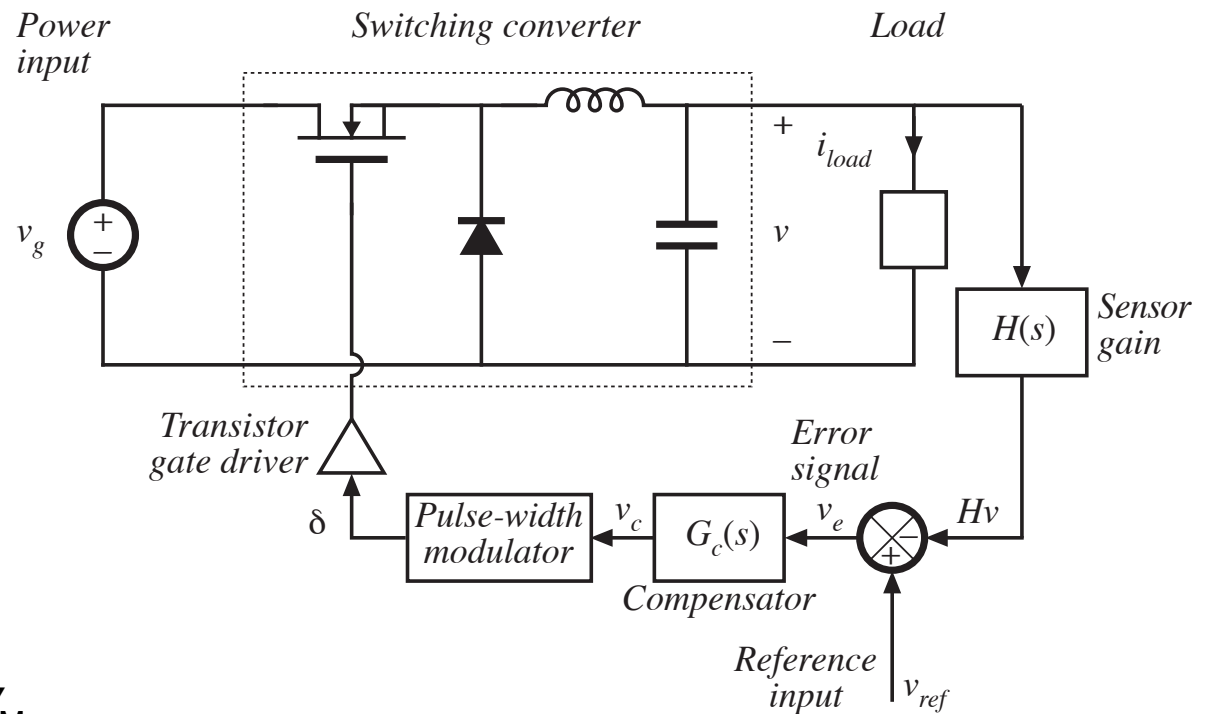 Power
input
Switching converter
Load
+
i_load
v_g
+
–
v
–
H(s)
Sensor
gain
Transistor
gate driver
Error
signal
δ
Pulse-width
modulator
v_c
G_c(s)
v_e
–
+
Hv
Compensator
Reference
input
v_ref